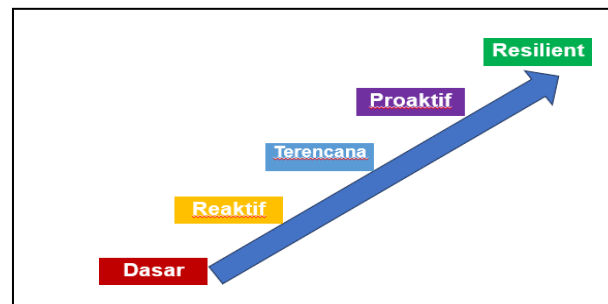 Resilient
Proaktif
Terencana
Reaktif
Dasar